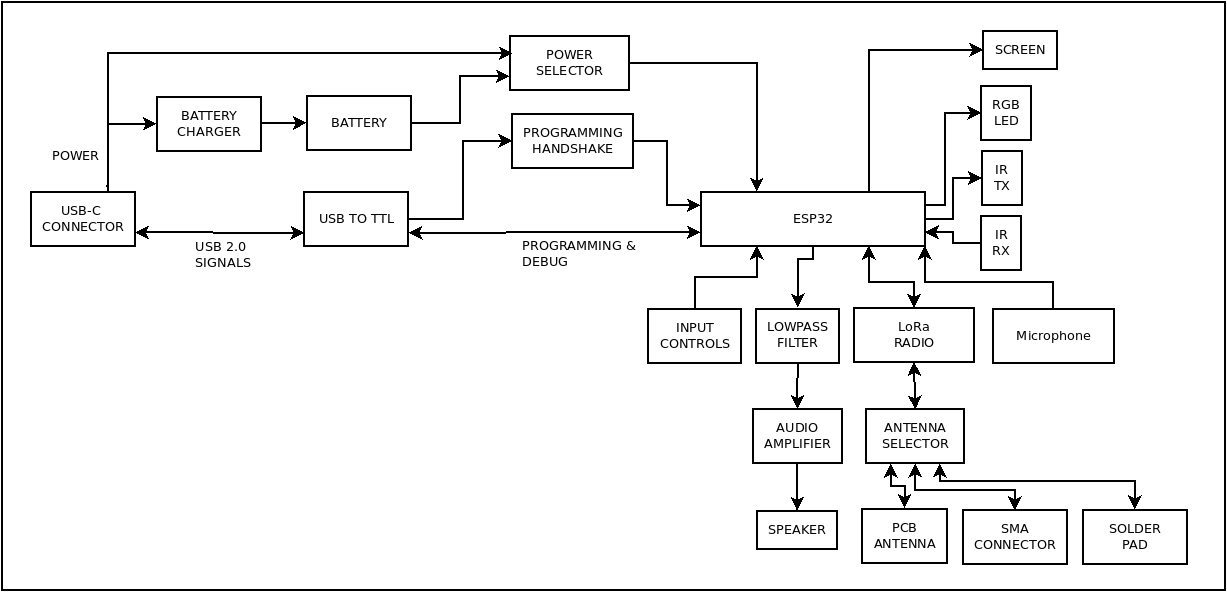 POWER
SELECTOR
SCREEN
BATTERY
CHARGER
BATTERY
PROGRAMMING
HANDSHAKE
RGB
LED
POWER
IR
TX
USB-C
CONNECTOR
USB TO TTL
ESP32
IR
RX
USB 2.0
SIGNALS
PROGRAMMING &
DEBUG
INPUT
CONTROLS
LOWPASS
FILTER
LoRa
RADIO
Microphone
AUDIO
AMPLIFIER
ANTENNA
SELECTOR
SPEAKER
PCB
ANTENNA
SMA
CONNECTOR
SOLDER
PAD